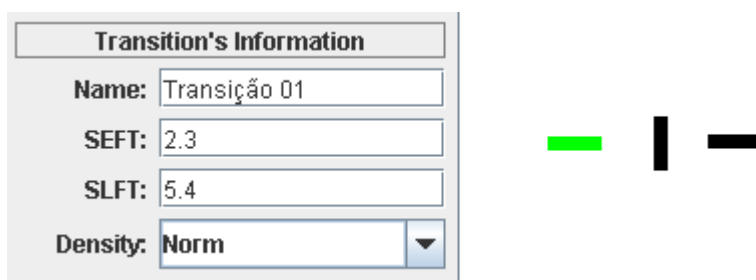 Transition's Information
Name: Transição 01
SEFT: 2.3
SLFT: 5.4
Density: Norm